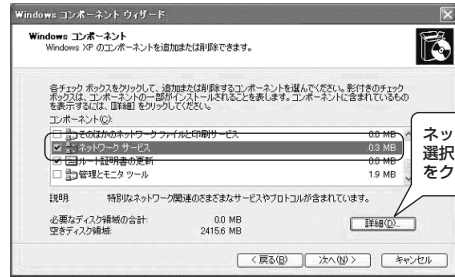 Windows コンポーネント ウィザード
Windows コンポーネント
Windows XP のコンポーネントを追加または削除できます。
各チェック ボックスをクリックして、追加または削除するコンポーネントを選んでください。影付きのチェック
ボックスは、コンポーネントの一部がインストールされることを表します。コンポーネントに含まれているもの
を表示するには、[詳細] をクリックしてください。
コンポーネント(C):
そのほかのネットワーク ファイルと印刷サービス 0.0 MB
ネットワーク サービス 0.3 MB
ルート証明書の更新 0.0 MB
管理とモニタ ツール 1.9 MB
説明: 特別なネットワーク関連のさまざまなサービスやプロトコルが含まれています。
必要なディスク領域の合計: 0.0 MB
空きディスク領域: 2415.6 MB
詳細(D)...
< 戻る(B)
次へ(N) >
キャンセル
ネッ
選択
をク